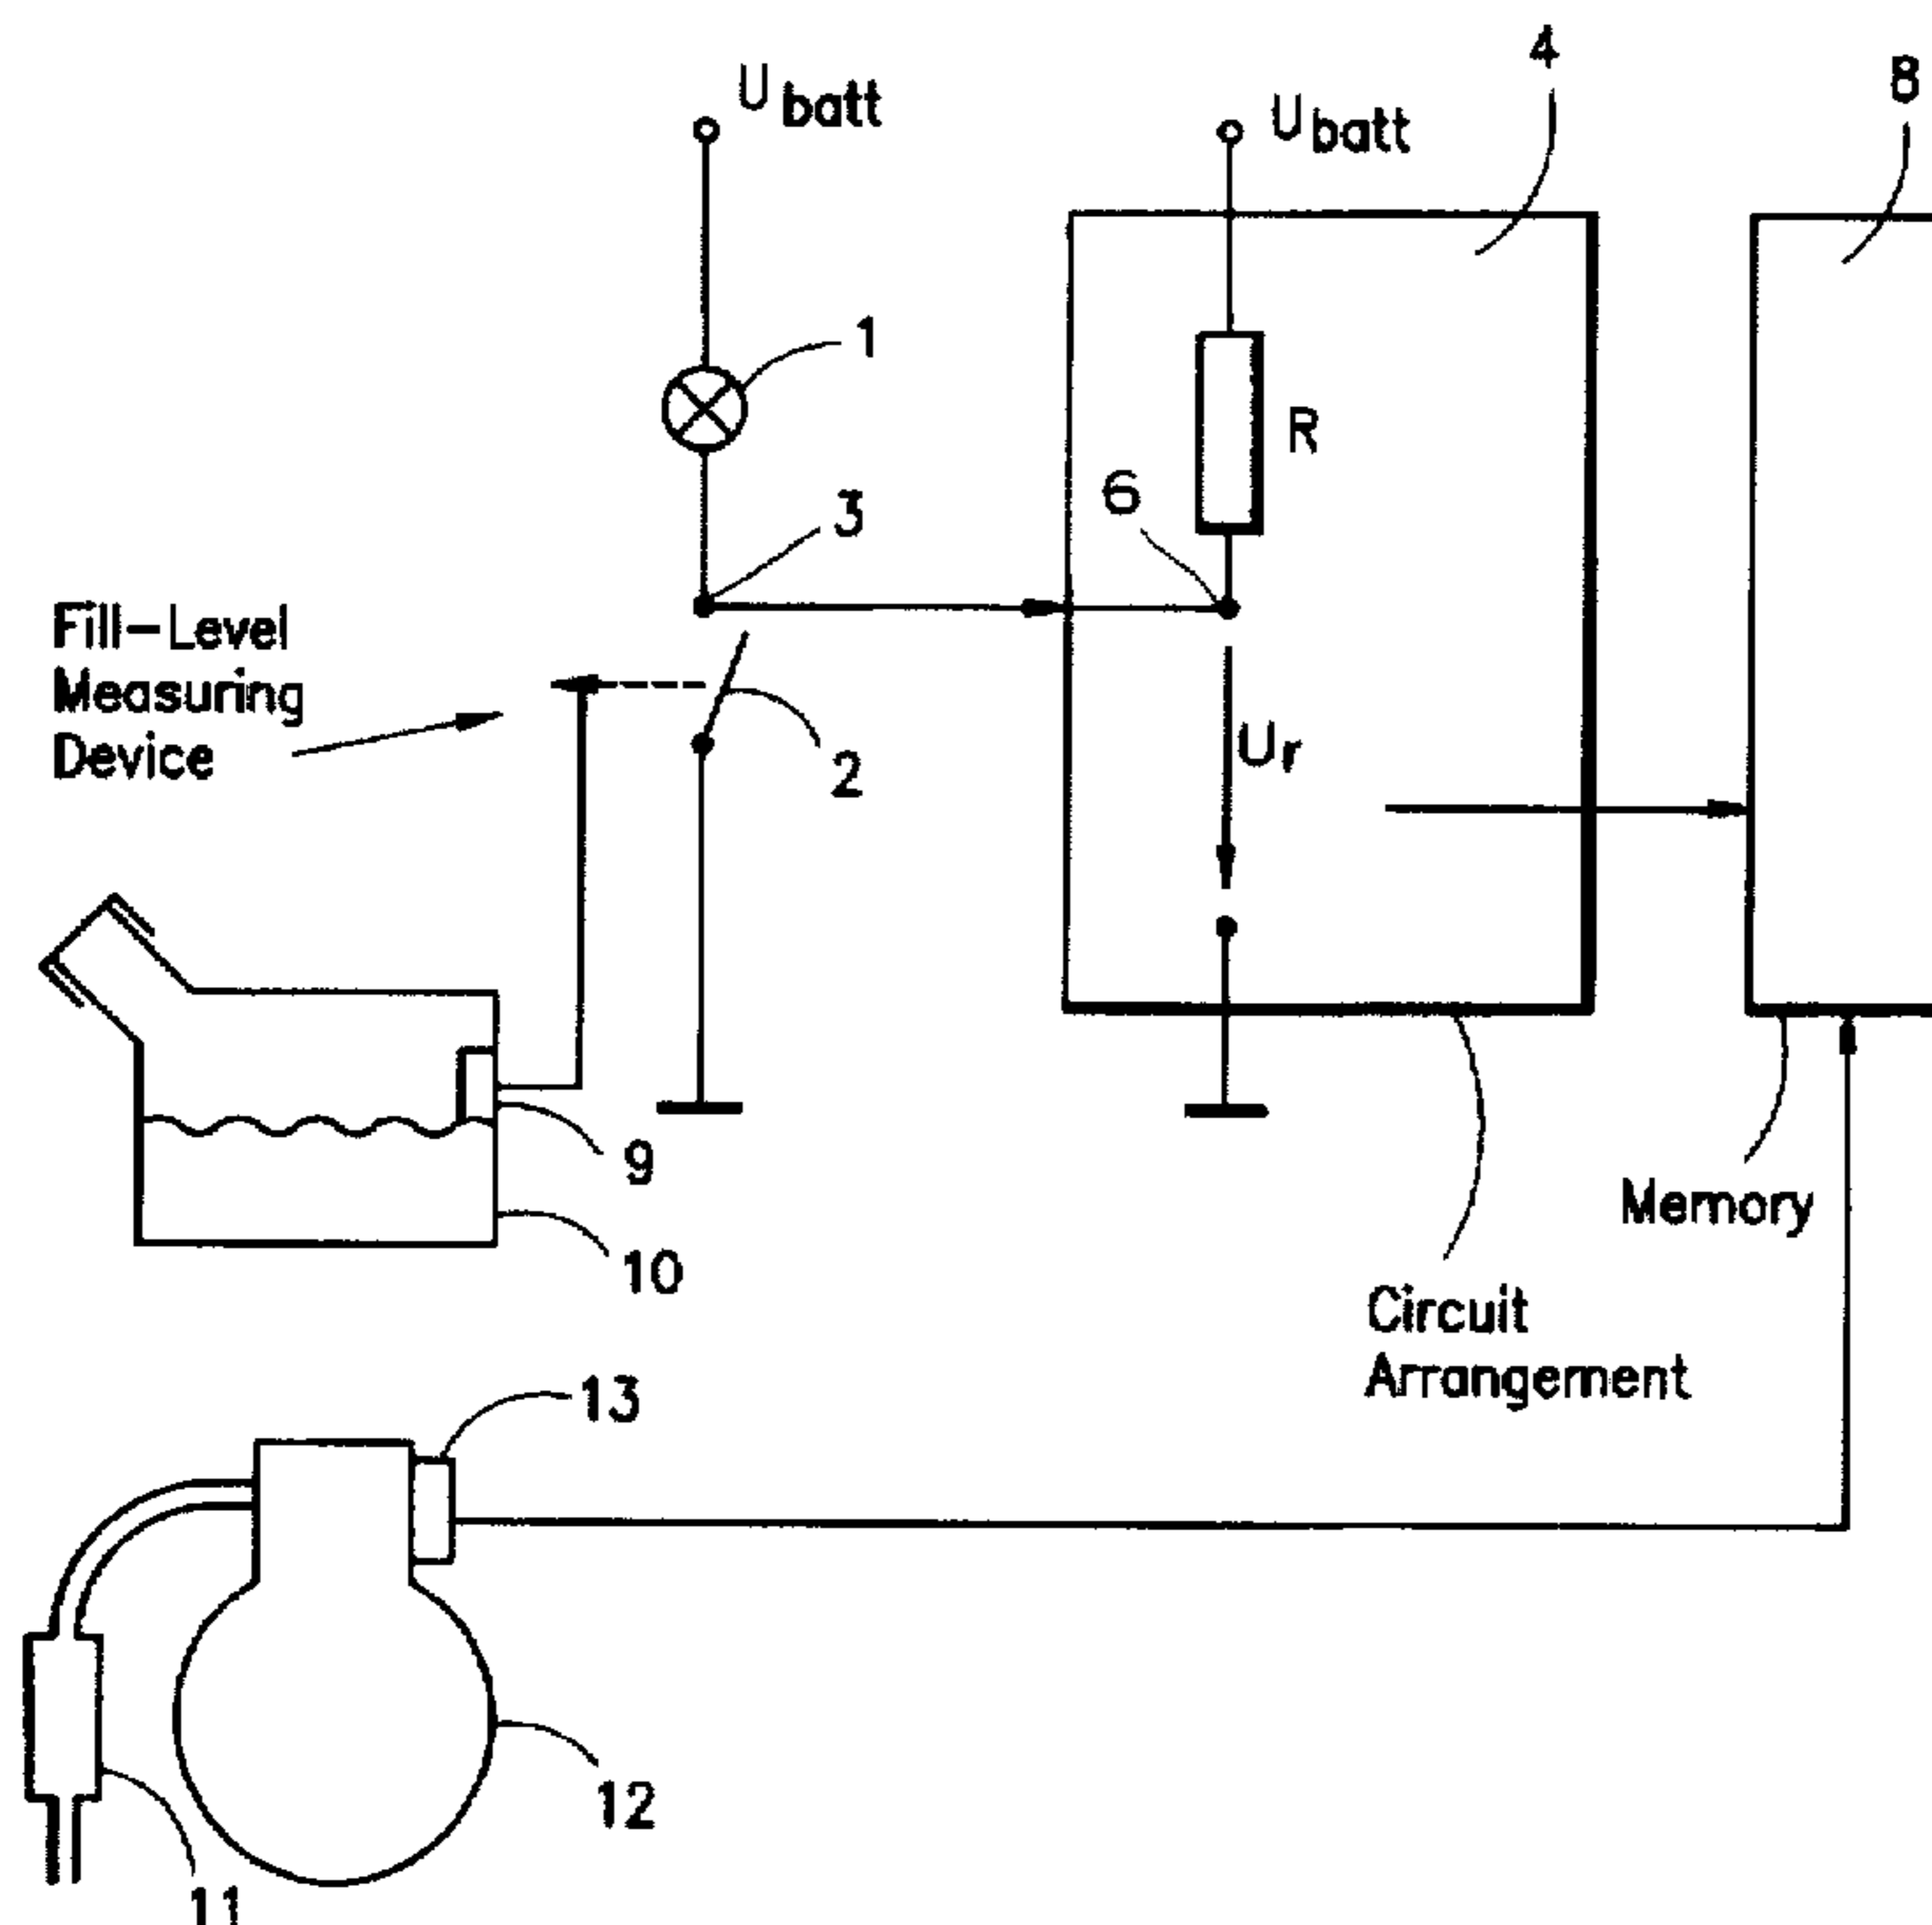 4
8
U batt
U batt
1
R
6
3
Fill-Level
Measuring
Device
Ur
2
9
Memory
10
Circuit
Arrangement
13
12
11